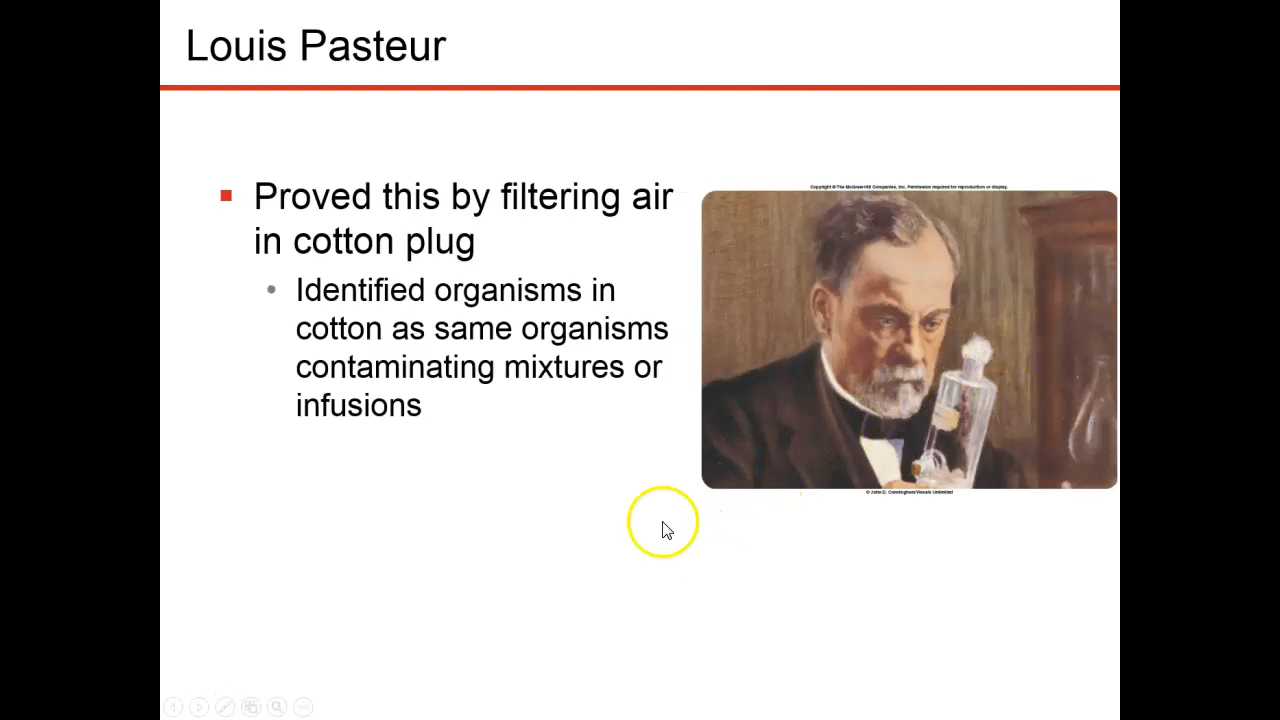 Louis Pasteur
Proved this by filtering air
in cotton plug
Identified organisms in
cotton as same organisms
contaminating mixtures or
infusions
Copyright © The McGraw-Hill Companies, Inc. Permission required for reproduction or display.
© John D. Cunningham/Visuals Unlimited